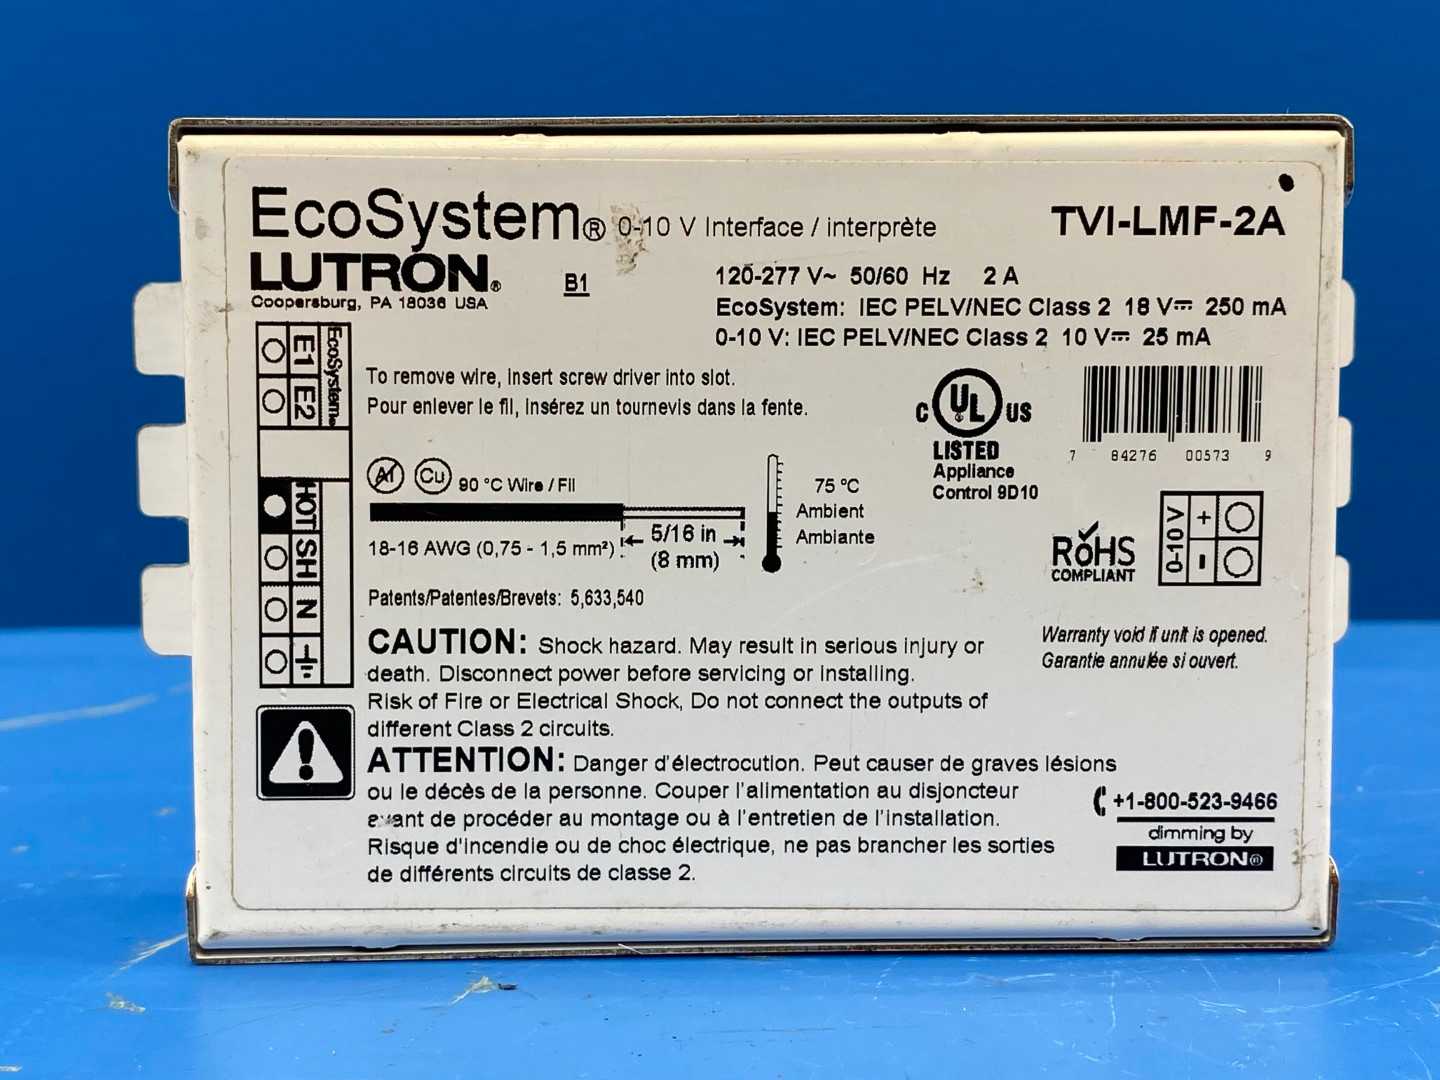 EcoSystem® 0-10 V Interface / interprète
TVI-LMF-2A
LUTRON®
Coopersburg, PA 18036 USA
B1
120-277 V~ 50/60 Hz 2 A
EcoSystem: IEC PELV/NEC Class 2 18 V⎓ 250 mA
0-10 V: IEC PELV/NEC Class 2 10 V⎓ 25 mA
EcoSystem
E1
E2
HOT
SH
N
To remove wire, insert screw driver into slot.
Pour enlever le fil, insérez un tournevis dans la fente.
Al Cu 90 °C Wire / Fil
18-16 AWG (0,75 - 1,5 mm²)
5/16 in
(8 mm)
75 °C
Ambient
Ambiante
C UL US
LISTED
Appliance
Control 9D10
7 84276 00573 9
RoHS
COMPLIANT
0-10 V
+
-
Patents/Patentes/Brevets: 5,633,540
CAUTION: Shock hazard. May result in serious injury or
death. Disconnect power before servicing or installing.
Risk of Fire or Electrical Shock, Do not connect the outputs of
different Class 2 circuits.
Warranty void if unit is opened.
Garantie annulée si ouvert.
ATTENTION: Danger d'électrocution. Peut causer de graves lésions
ou le décès de la personne. Couper l'alimentation au disjoncteur
avant de procéder au montage ou à l'entretien de l'installation.
Risque d'incendie ou de choc électrique, ne pas brancher les sorties
de différents circuits de classe 2.
+1-800-523-9466
dimming by
LUTRON®